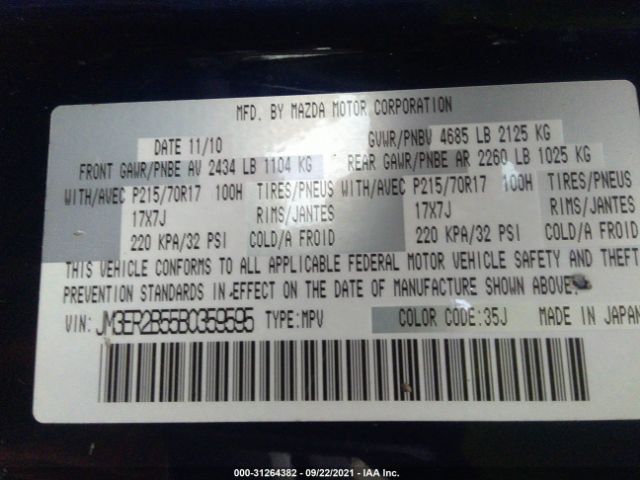 MFD. BY MAZDA MOTOR CORPORATION
DATE 11/10 GVWR/PNBV 4685 LB 2125 KG
FRONT GAWR/PNBE AV 2434 LB 1104 KG REAR GAWR/PNBE AR 2260 LB 1025 KG
WITH/AVEC P215/70R17 100H TIRES/PNEUS WITH/AVEC P215/70R17 100H TIRES/PNEUS
17X7J RIMS/JANTES 17X7J RIMS/JANTES
220 KPA/32 PSI COLD/A FROID 220 KPA/32 PSI COLD/A FROID
THIS VEHICLE CONFORMS TO ALL APPLICABLE FEDERAL MOTOR VEHICLE SAFETY AND THEFT
PREVENTION STANDARDS IN EFFECT ON THE DATE OF MANUFACTURE SHOWN ABOVE.
VIN: JM3ER2B55B0359595 TYPE:MPV COLOR CODE:35J MADE IN JAPAN
000-31264382 - 09/22/2021 - IAA Inc.